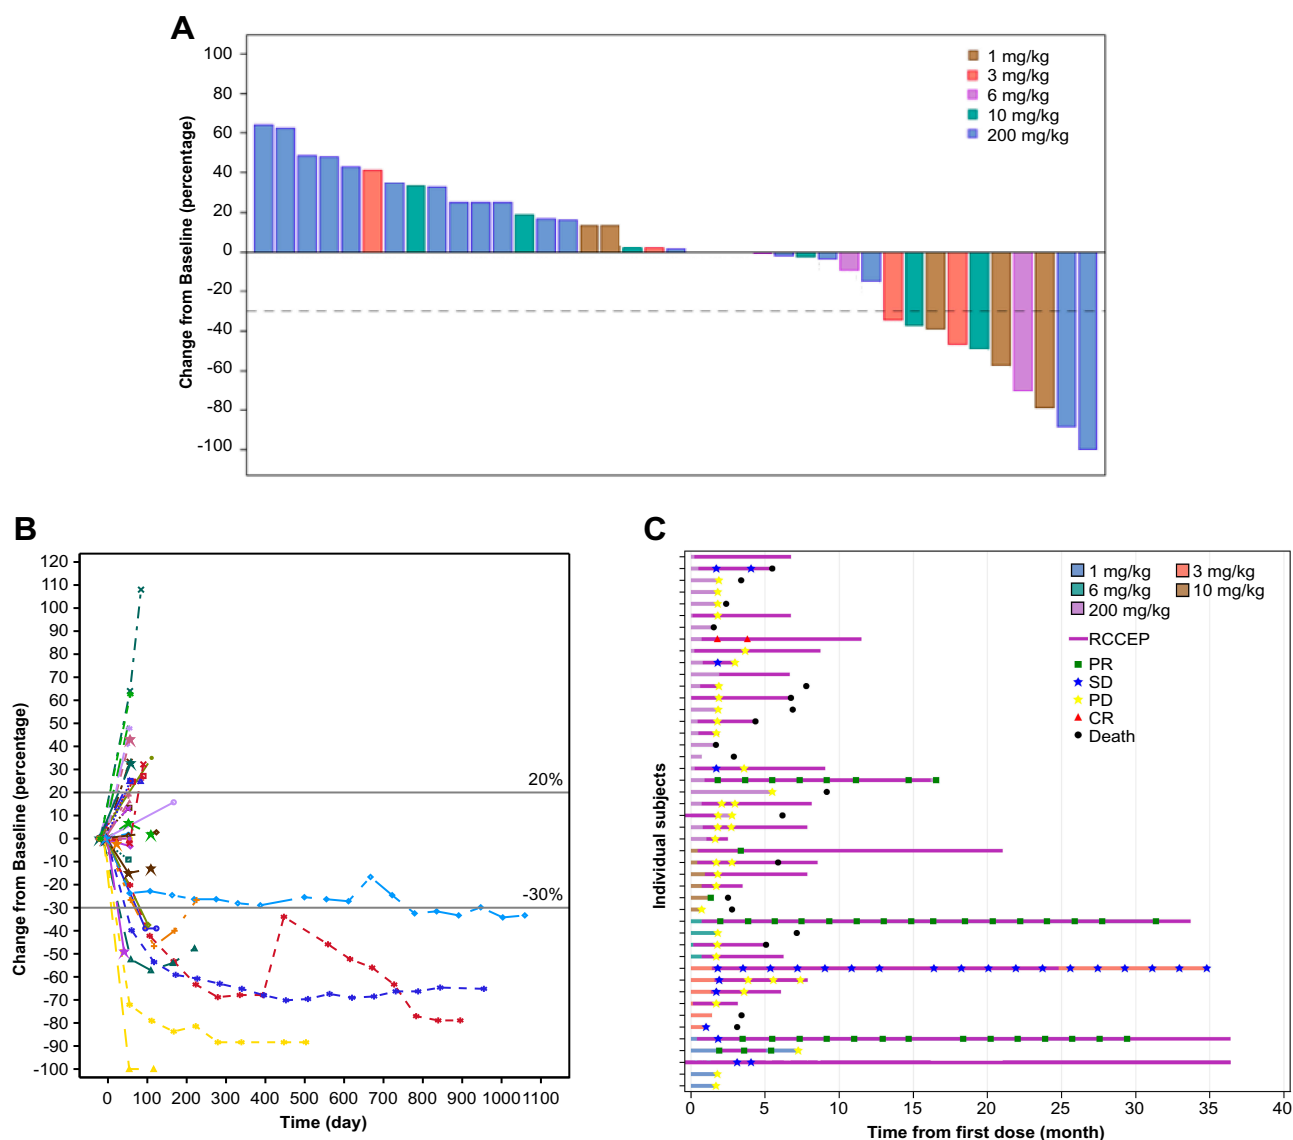 A
Change from Baseline (percentage)
100
80
60
40
20
0
-20
-40
-60
-80
-100
1 mg/kg
3 mg/kg
6 mg/kg
10 mg/kg
200 mg/kg
B
Change from Baseline (percentage)
120
110
100
90
80
70
60
50
40
30
20
10
0
-10
-20
-30
-40
-50
-60
-70
-80
-90
-100
20%
-30%
0 100 200 300 400 500 600 700 800 900 1000 1100
Time (day)
C
Individual subjects
1 mg/kg 3 mg/kg
6 mg/kg 10 mg/kg
200 mg/kg
RCCEP
PR
SD
PD
CR
Death
0 5 10 15 20 25 30 35 40
Time from first dose (month)